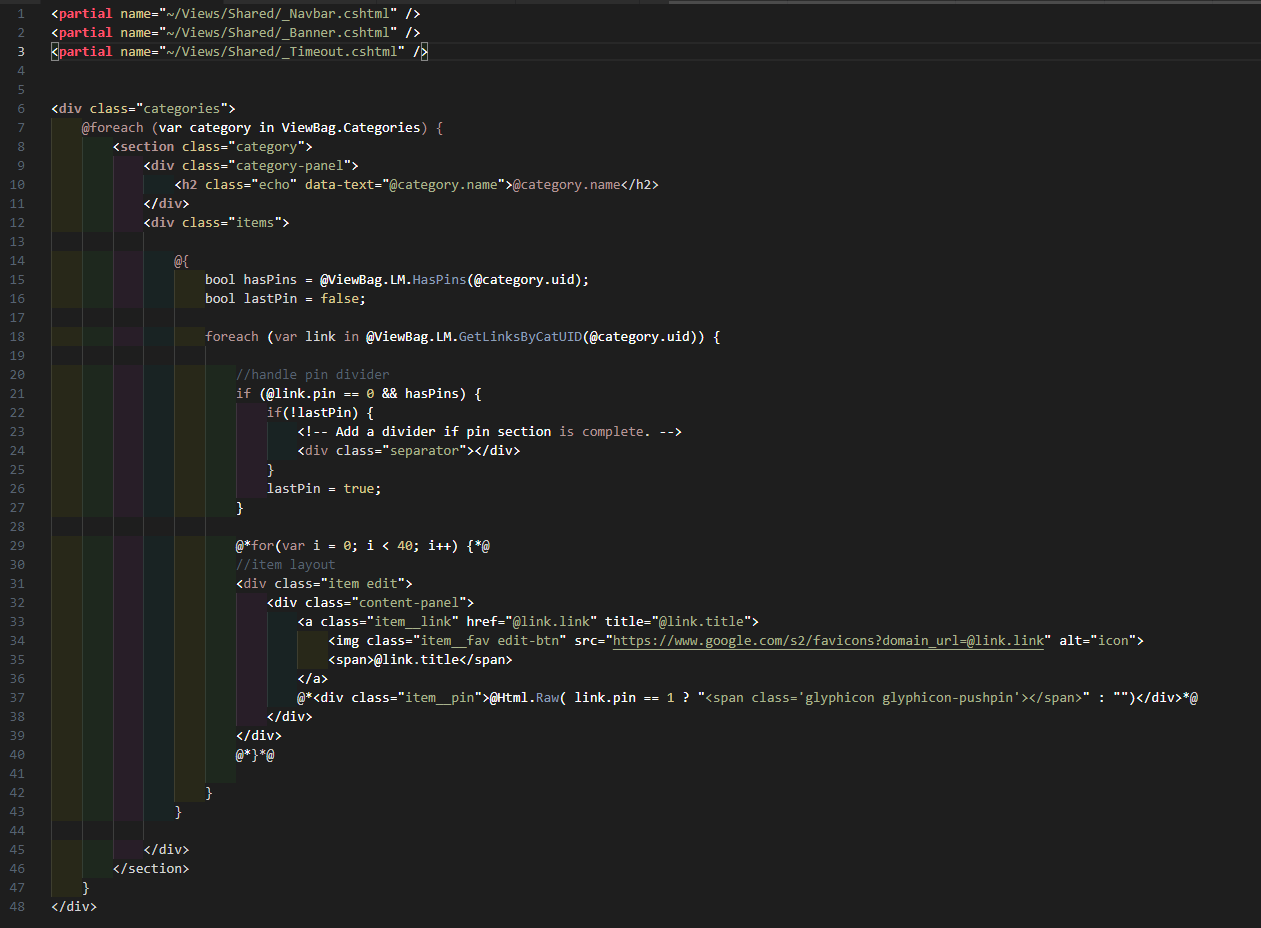 1 <partial name="~/Views/Shared/_Navbar.cshtml" />
2 <partial name="~/Views/Shared/_Banner.cshtml" />
3 <partial name="~/Views/Shared/_Timeout.cshtml" />
4
5
6 <div class="categories">
7 @foreach (var category in ViewBag.Categories) {
8 <section class="category">
9 <div class="category-panel">
10 <h2 class="echo" data-text="@category.name">@category.name</h2>
11 </div>
12 <div class="items">
13
14 @{
15 bool hasPins = @ViewBag.LM.HasPins(@category.uid);
16 bool lastPin = false;
17
18 foreach (var link in @ViewBag.LM.GetLinksByCatUID(@category.uid)) {
19
20 //handle pin divider
21 if (@link.pin == 0 && hasPins) {
22 if(!lastPin) {
23 <!-- Add a divider if pin section is complete. -->
24 <div class="separator"></div>
25 }
26 lastPin = true;
27 }
28
29 @*for(var i = 0; i < 40; i++) {*@
30 //item layout
31 <div class="item edit">
32 <div class="content-panel">
33 <a class="item__link" href="@link.link" title="@link.title">
34 <img class="item__fav edit-btn" src="https://www.google.com/s2/favicons?domain_url=@link.link" alt="icon">
35 <span>@link.title</span>
36 </a>
37 @*<div class="item__pin">@Html.Raw( link.pin == 1 ? "<span class='glyphicon glyphicon-pushpin'></span>" : "")</div>*@
38 </div>
39 </div>
40 @*}*@
41
42 }
43 }
44
45 </div>
46 </section>
47 }
48 </div>